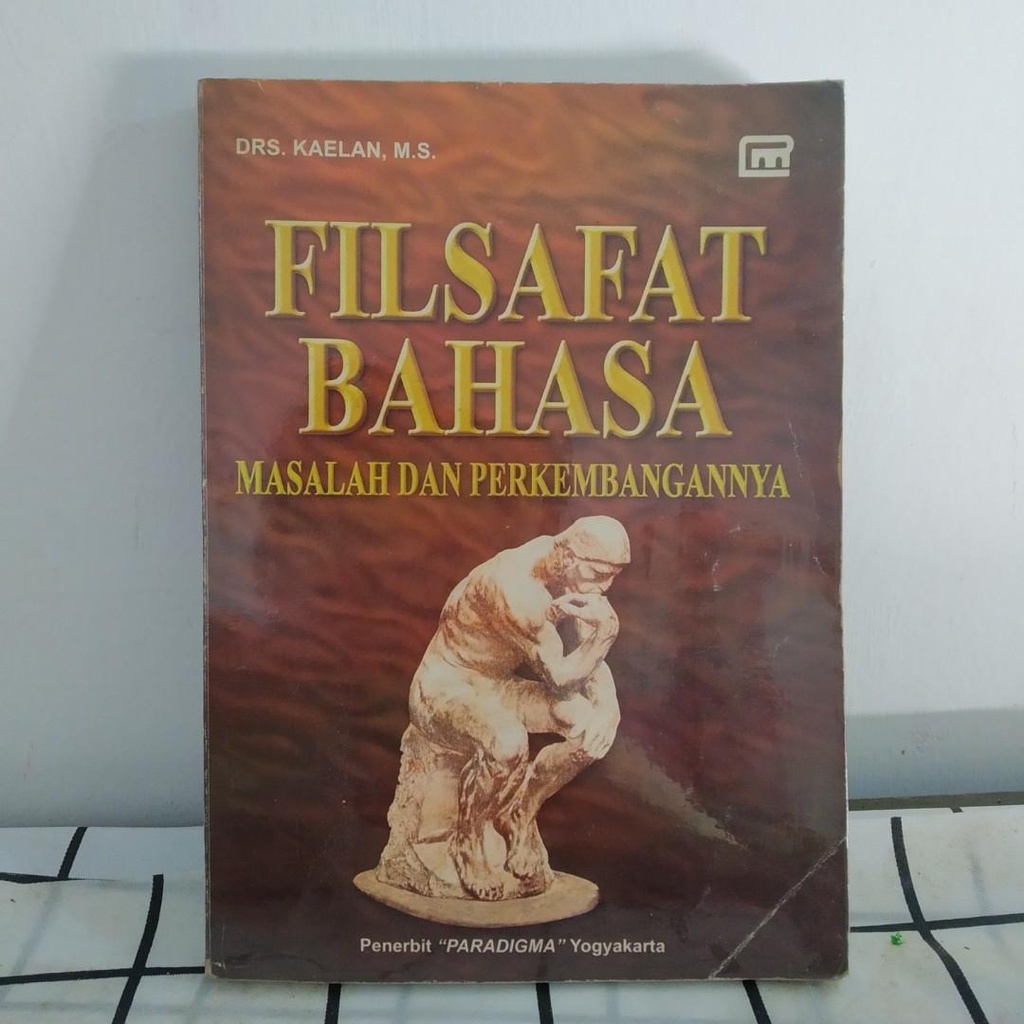 DRS. KAELAN, M.S.
FILSAFAT
BAHASA
MASALAH DAN PERKEMBANGANNYA
Penerbit "PARADIGMA" Yogyakarta